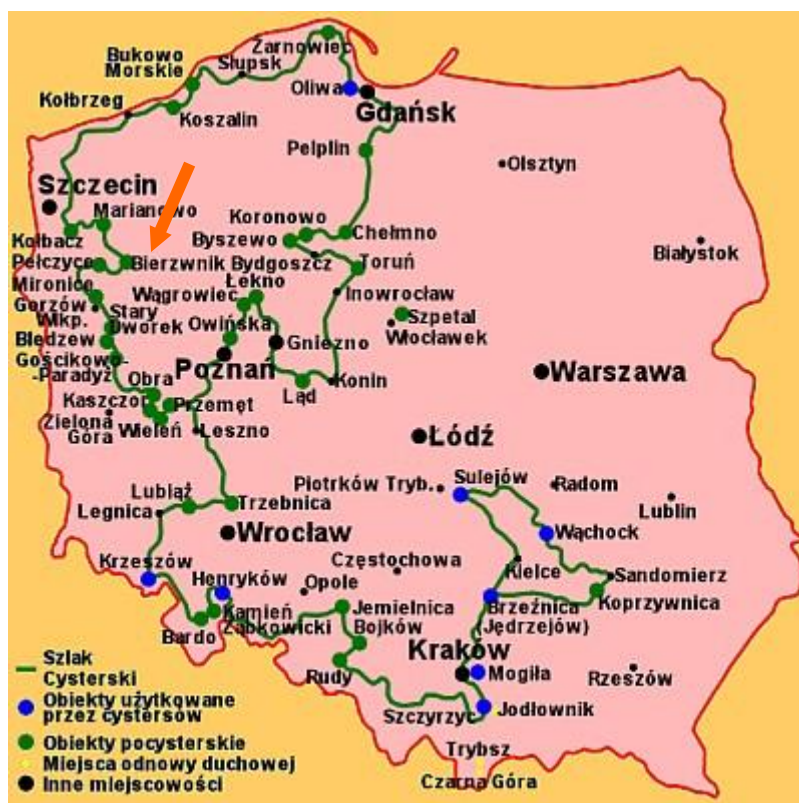 Żarnowiec
Bukowo
Morskie
Słupsk
Oliwa
Gdańsk
Kołbrzeg
Koszalin
Pelplin
Olsztyn
Szczecin
Marianowo
Koronowo
Chełmno
Kołbacz
Byszewo
Białystok
Pełczyce
Bierzwnik
Bydgoszcz
Toruń
Mironice
Łekno
Gorzów
Wlkp.
Wągrowiec
Inowrocław
Stary
Dworek
Owińska
Szpetal
Włocławek
Bledzew
Gniezno
Gościkowo-
-Paradyż
Poznań
Konin
Warszawa
Obra
Ląd
Kaszczor
Przemęt
Zielona
Góra
Wieleń
Leszno
Łódź
Piotrków Tryb.
Sulejów
Radom
Lubiąż
Trzebnica
Lublin
Legnica
Wrocław
Wąchock
Krzeszów
Częstochowa
Kielce
Sandomierz
Henryków
Opole
Koprzywnica
Kamień
Ząbkowicki
Jemielnica
Brzeźnica
(Jędrzejów)
Bardo
Bojków
Kraków
Szlak
Cysterski
Rudy
Mogiła
Rzeszów
Obiekty użytkowane
przez cystersów
Szczyrzyc
Jodłownik
Obiekty pocysterskie
Trybsz
Miejsca odnowy duchowej
Czarna Góra
Inne miejscowości